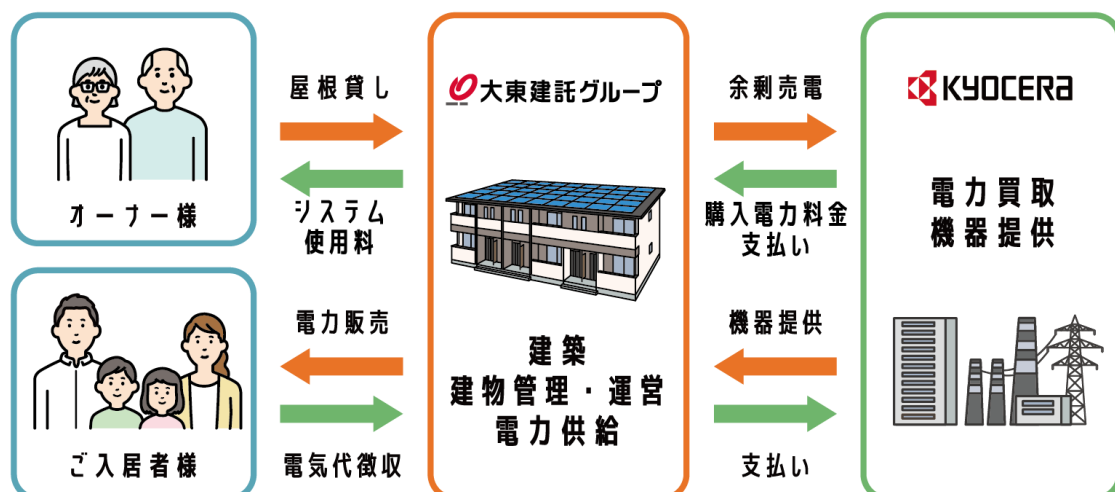 オーナー様
屋根貸し
システム
使用料
大東建託グループ
余剰売電
購入電力料金
支払い
KYOCERA
電力買取
機器提供
ご入居者様
電力販売
電気代徴収
建築
建物管理・運営
電力供給
機器提供
支払い